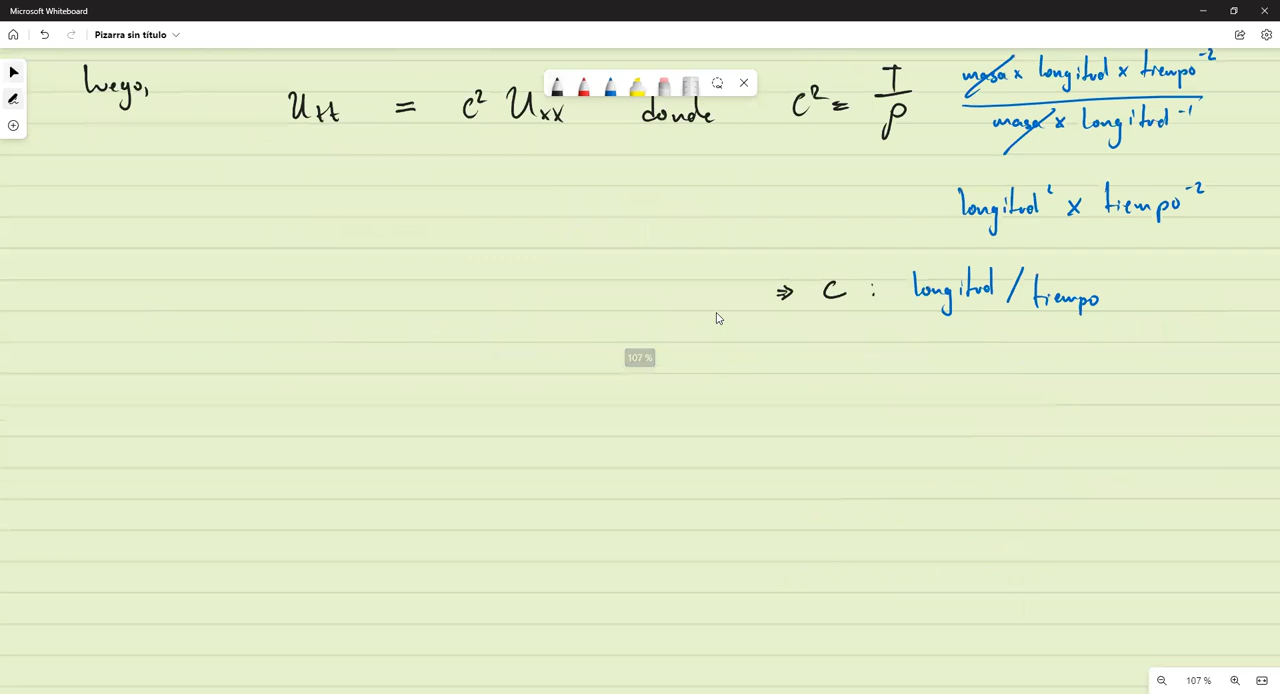 Microsoft Whiteboard
Pizarra sin título
masa x longitud x tiempo⁻²
luego,
u_tt = c² u_xx donde c² = T/ρ
masa x longitud⁻¹
longitud² x tiempo⁻²
⇒ c : longitud / tiempo
107 %
107 %